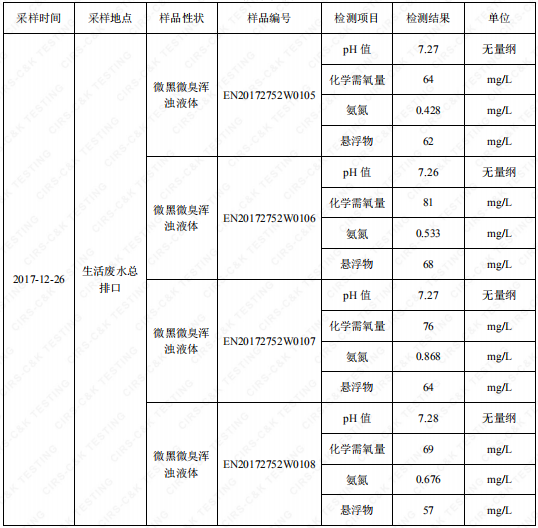 采样时间 采样地点 样品性状 样品编号 检测项目 检测结果 单位
2017-12-26 生活废水总
排口
微黑微臭浑
浊液体 EN20172752W0105
pH 值 7.27 无量纲
化学需氧量 64 mg/L
氨氮 0.428 mg/L
悬浮物 62 mg/L
微黑微臭浑
浊液体 EN20172752W0106
pH 值 7.26 无量纲
化学需氧量 81 mg/L
氨氮 0.533 mg/L
悬浮物 68 mg/L
微黑微臭浑
浊液体 EN20172752W0107
pH 值 7.27 无量纲
化学需氧量 76 mg/L
氨氮 0.868 mg/L
悬浮物 64 mg/L
微黑微臭浑
浊液体 EN20172752W0108
pH 值 7.28 无量纲
化学需氧量 69 mg/L
氨氮 0.676 mg/L
悬浮物 57 mg/L
CIRS-C&K TESTING